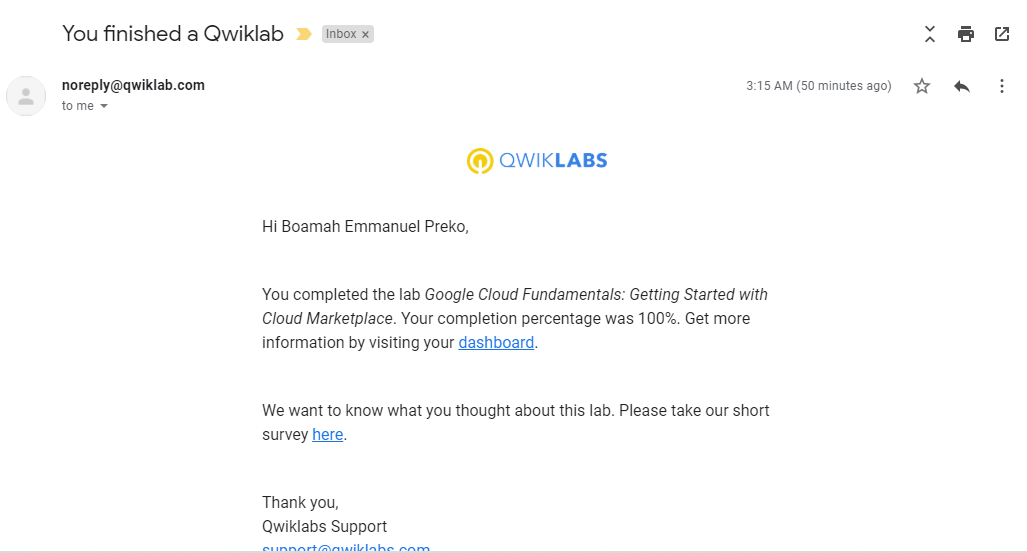 You finished a Qwiklab
Inbox x
noreply@qwiklab.com
3:15 AM (50 minutes ago)
to me
QWIKLABS
Hi Boamah Emmanuel Preko,
You completed the lab Google Cloud Fundamentals: Getting Started with
Cloud Marketplace. Your completion percentage was 100%. Get more
information by visiting your dashboard.
We want to know what you thought about this lab. Please take our short
survey here.
Thank you,
Qwiklabs Support
support@qwiklabs.com